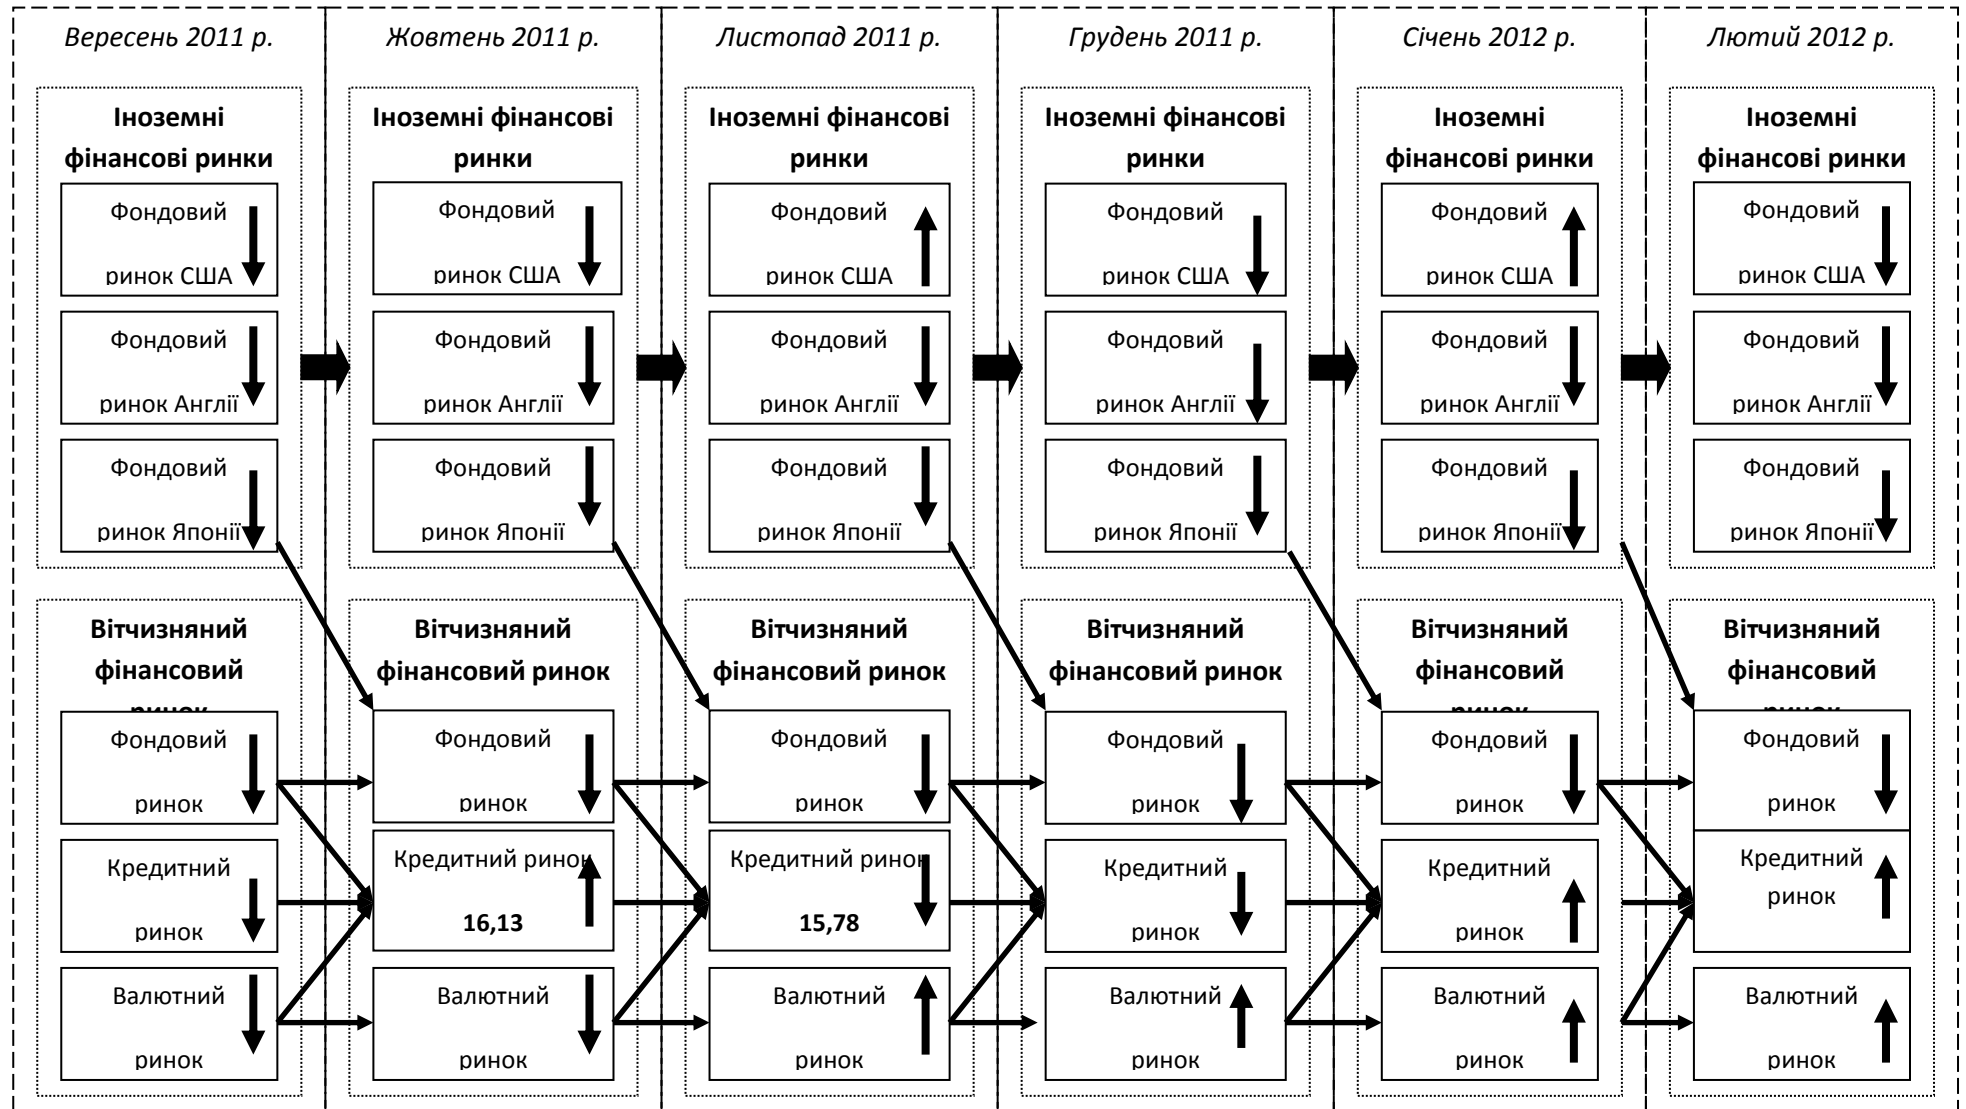 Вересень 2011 р.
Жовтень 2011 р.
Листопад 2011 р.
Грудень 2011 р.
Січень 2012 р.
Лютий 2012 р.
Іноземні
фінансові ринки
Фондовий
ринок США
Фондовий
ринок Англії
Фондовий
ринок Японії
Іноземні фінансові
ринки
Фондовий
ринок США
Фондовий
ринок Англії
Фондовий
ринок Японії
Іноземні фінансові
ринки
Фондовий
ринок США
Фондовий
ринок Англії
Фондовий
ринок Японії
Іноземні фінансові
ринки
Фондовий
ринок США
Фондовий
ринок Англії
Фондовий
ринок Японії
Іноземні
фінансові ринки
Фондовий
ринок США
Фондовий
ринок Англії
Фондовий
ринок Японії
Іноземні
фінансові ринки
Фондовий
ринок США
Фондовий
ринок Англії
Фондовий
ринок Японії
Вітчизняний
фінансовий
ринок
Фондовий
ринок
Кредитний
ринок
Валютний
ринок
Вітчизняний
фінансовий ринок
Фондовий
ринок
Кредитний ринок
16,13
Валютний
ринок
Вітчизняний
фінансовий ринок
Фондовий
ринок
Кредитний ринок
15,78
Валютний
ринок
Вітчизняний
фінансовий ринок
Фондовий
ринок
Кредитний
ринок
Валютний
ринок
Вітчизняний
фінансовий
ринок
Фондовий
ринок
Кредитний
ринок
Валютний
ринок
Вітчизняний
фінансовий
ринок
Фондовий
ринок
Кредитний
ринок
Валютний
ринок